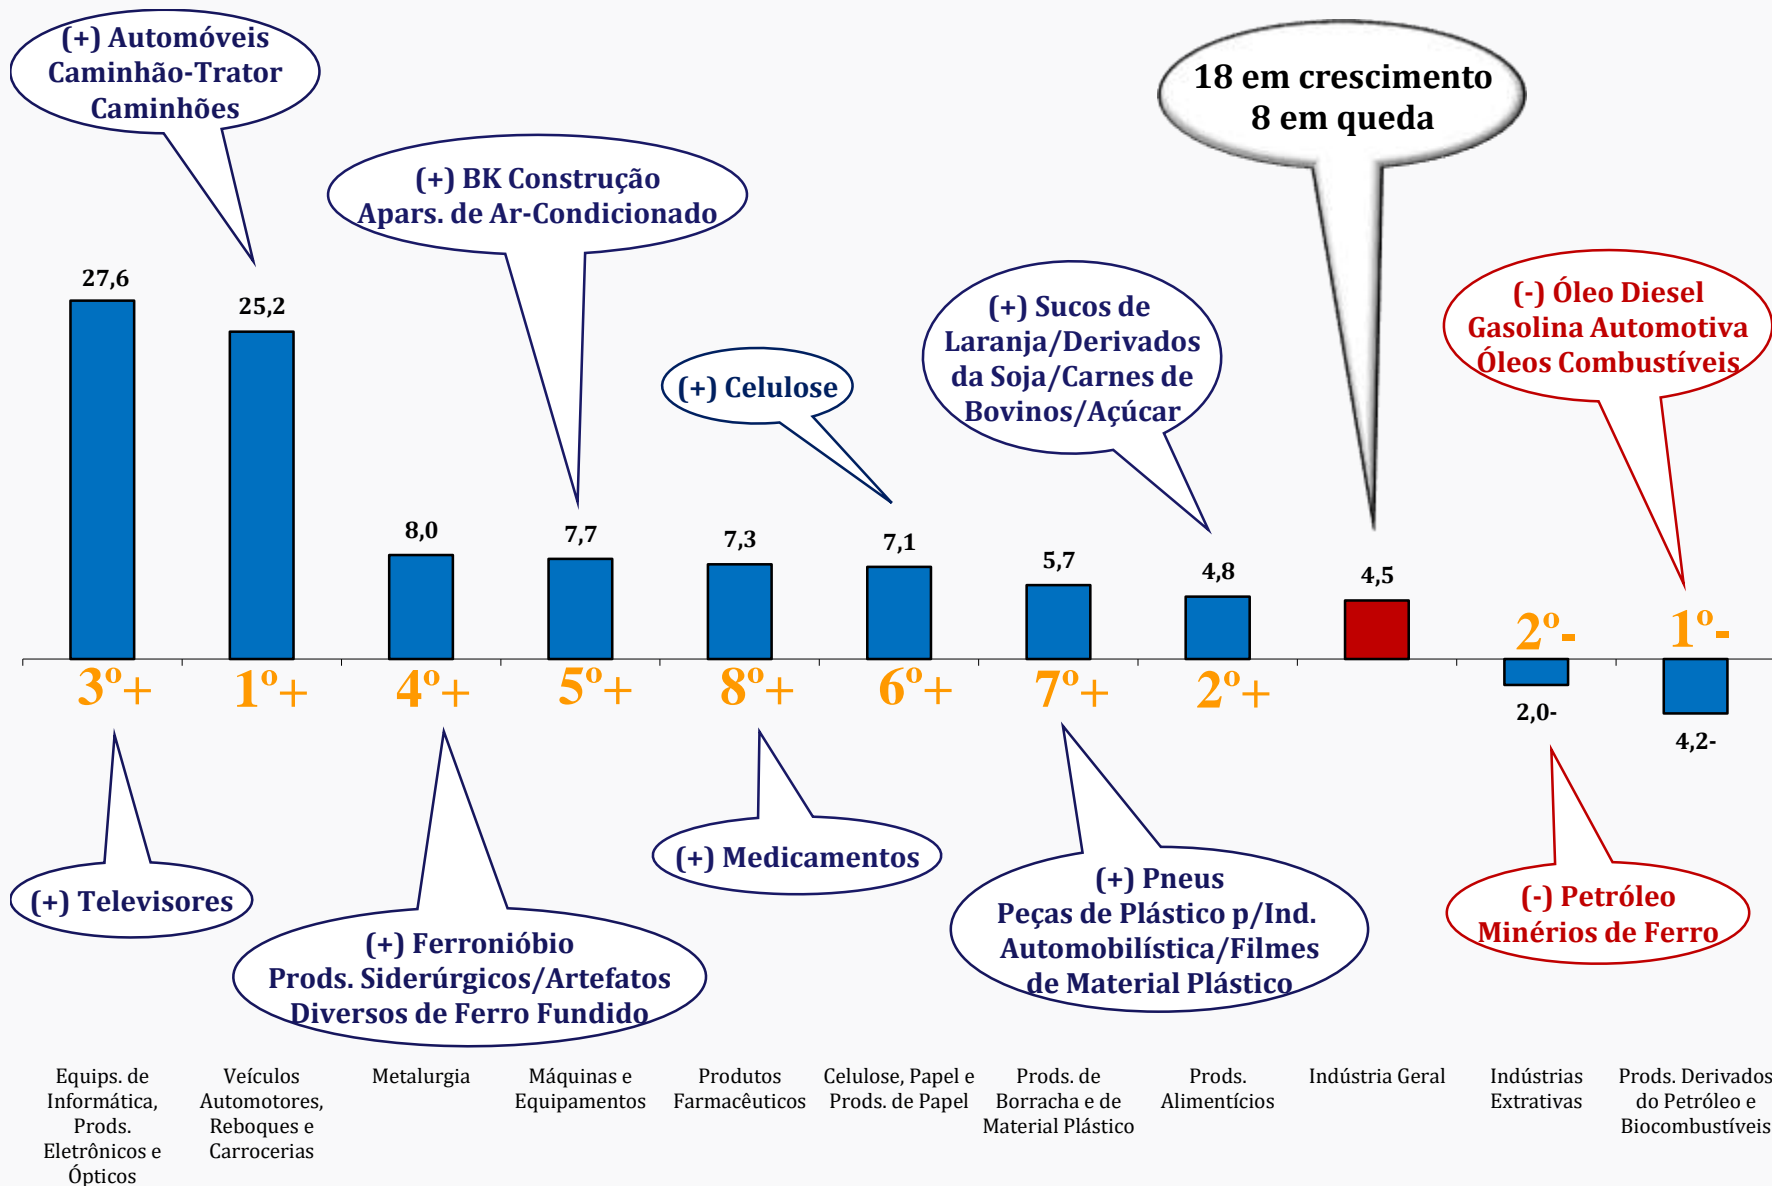 (+) Automóveis
Caminhão-Trator
Caminhões
(+) BK Construção
Apars. de Ar-Condicionado
18 em crescimento
8 em queda
(+) Celulose
(+) Sucos de
Laranja/Derivados
da Soja/Carnes de
Bovinos/Açúcar
(-) Óleo Diesel
Gasolina Automotiva
Óleos Combustíveis
27,6
25,2
8,0
7,7
7,3
7,1
5,7
4,8
4,5
2,0-
4,2-
3º+
1º+
4º+
5º+
8º+
6º+
7º+
2º+
2º-
1º-
(+) Televisores
(+) Ferronióbio
Prods. Siderúrgicos/Artefatos
Diversos de Ferro Fundido
(+) Medicamentos
(+) Pneus
Peças de Plástico p/Ind.
Automobilística/Filmes
de Material Plástico
(-) Petróleo
Minérios de Ferro
Equips. de
Informática,
Prods.
Eletrônicos e
Ópticos
Veículos
Automotores,
Reboques e
Carrocerias
Metalurgia
Máquinas e
Equipamentos
Produtos
Farmacêuticos
Celulose, Papel e
Prods. de Papel
Prods. de
Borracha e de
Material Plástico
Prods.
Alimentícios
Indústria Geral
Indústrias
Extrativas
Prods. Derivados
do Petróleo e
Biocombustíveis